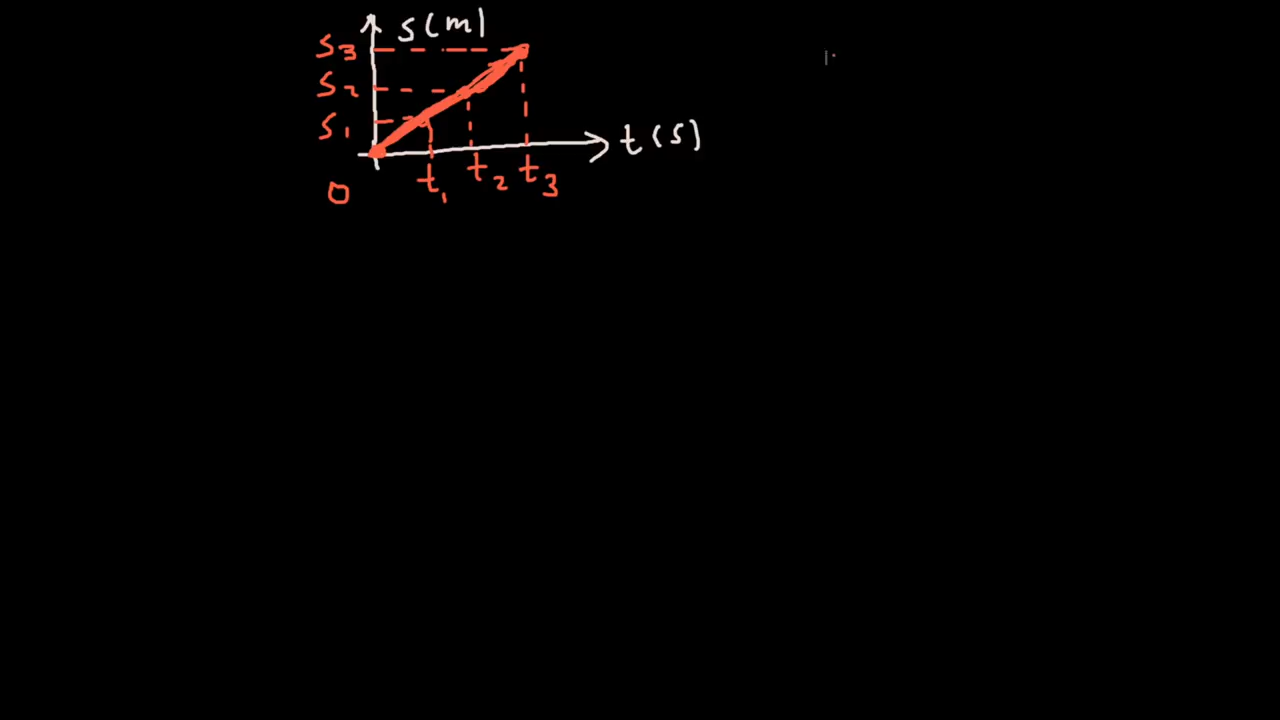 s(m)
s₃
s₂
s₁
t(s)
0
t₁
t₂
t₃